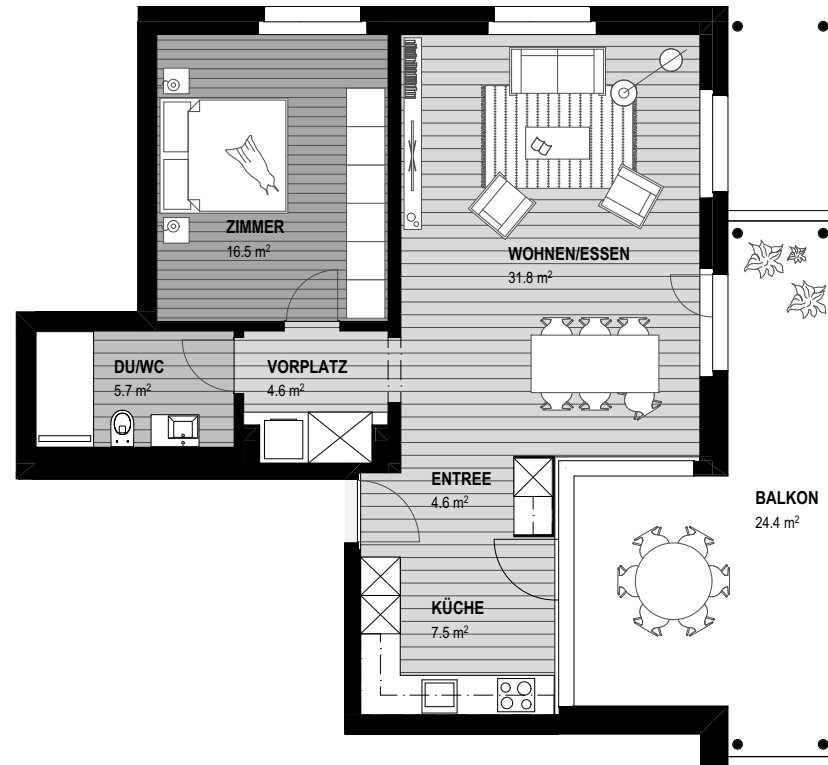 ZIMMER
16.5 m²
WOHNEN/ESSEN
31.8 m²
DU/WC
5.7 m²
VORPLATZ
4.6 m²
ENTREE
4.6 m²
BALKON
24.4 m²
KÜCHE
7.5 m²